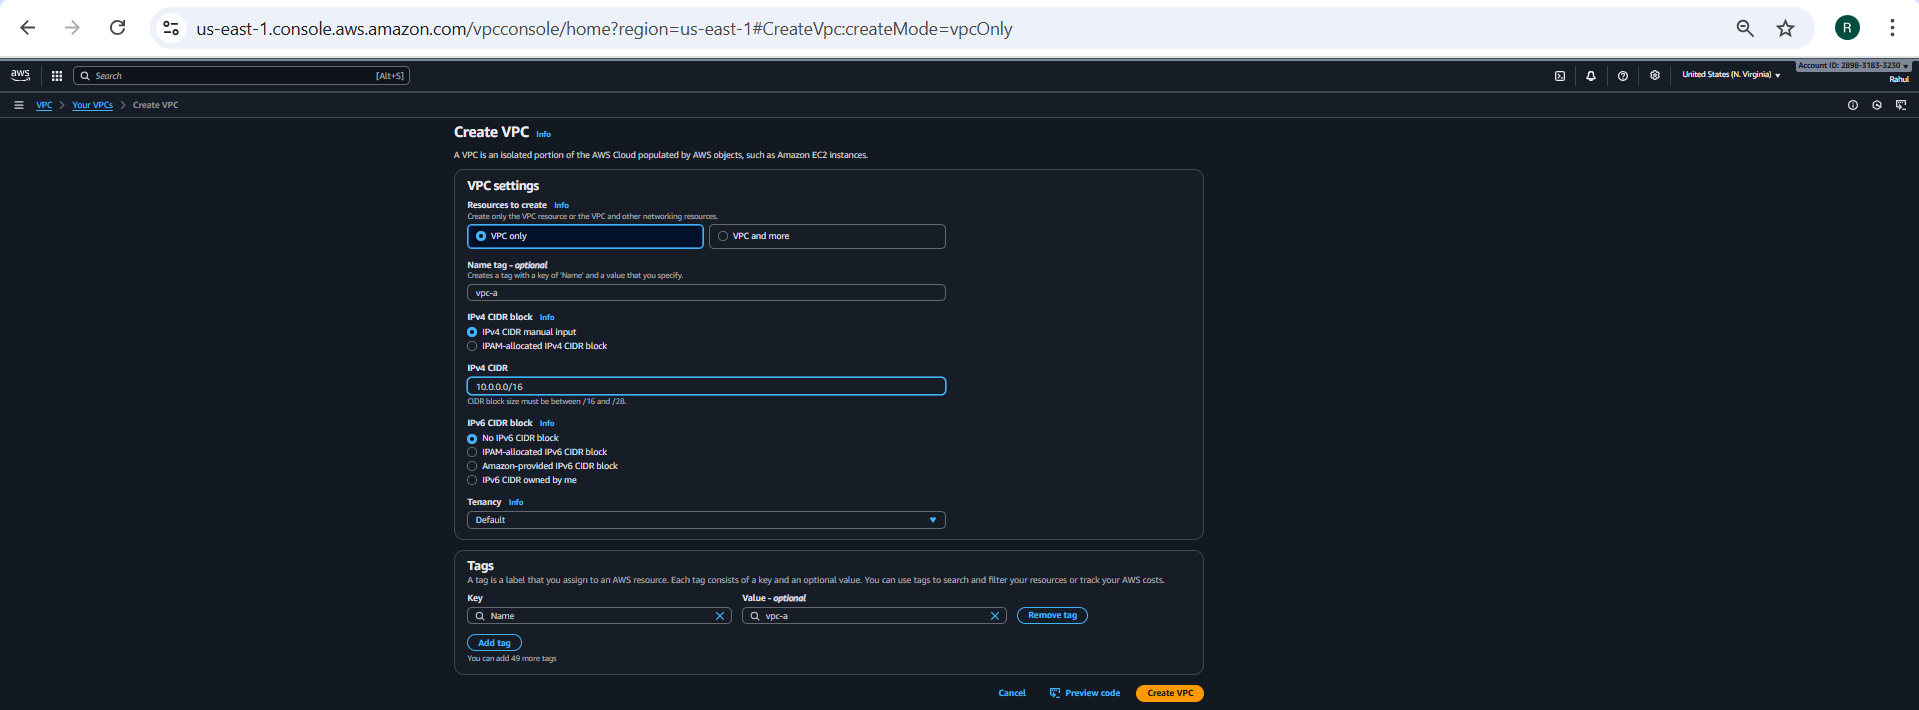 us-east-1.console.aws.amazon.com/vpcconsole/home?region=us-east-1#CreateVpc:createMode=vpcOnly
R
aws
Search [Alt+S]
United States (N. Virginia)
Account ID: 2898-3183-3230
Rahul
VPC > Your VPCs > Create VPC
Create VPC Info
A VPC is an isolated portion of the AWS Cloud populated by AWS objects, such as Amazon EC2 instances.
VPC settings
Resources to create Info
Create only the VPC resource or the VPC and other networking resources.
VPC only
VPC and more
Name tag - optional
Creates a tag with a key of 'Name' and a value that you specify.
vpc-a
IPv4 CIDR block Info
IPv4 CIDR manual input
IPAM-allocated IPv4 CIDR block
IPv4 CIDR
10.0.0.0/16
CIDR block size must be between /16 and /28.
IPv6 CIDR block Info
No IPv6 CIDR block
IPAM-allocated IPv6 CIDR block
Amazon-provided IPv6 CIDR block
IPv6 CIDR owned by me
Tenancy Info
Default
Tags
A tag is a label that you assign to an AWS resource. Each tag consists of a key and an optional value. You can use tags to search and filter your resources or track your AWS costs.
Key
Value - optional
Name
vpc-a
Remove tag
Add tag
You can add 49 more tags
Cancel
Preview code
Create VPC